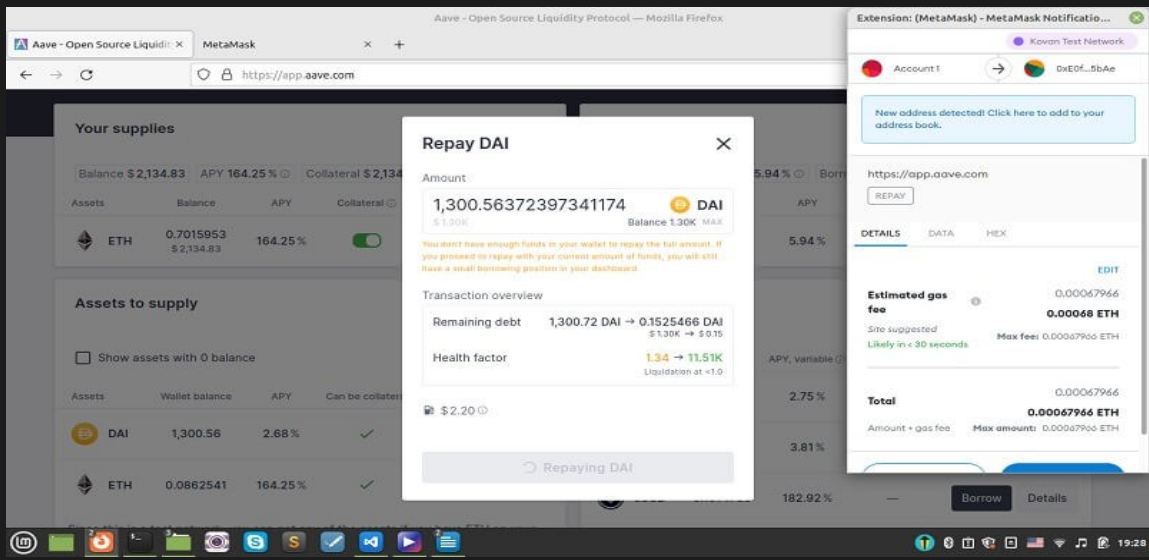 Aave - Open Source Liquidity Protocol — Mozilla Firefox
Aave - Open Source Liquidit
MetaMask
https://app.aave.com
Your supplies
Balance $2,134.83 APY 164.25% Collateral $2,134
Assets Balance APY Collateral
ETH 0.7015953 164.25%
$2,134.83
Assets to supply
Show assets with 0 balance
Assets Wallet balance APY Can be collater
DAI 1,300.56 2.68%
ETH 0.0862541 164.25%
Repay DAI
Amount
1,300.56372397341174 DAI
$1.30K Balance 1.30K MAX
You don't have enough funds in your wallet to repay the full amount. If
you proceed to repay with your current amount of funds, you will still
have a small borrowing position in your dashboard.
Transaction overview
Remaining debt 1,300.72 DAI → 0.1525466 DAI
$1.30K → $0.15
Health factor 1.34 → 11.51K
Liquidation at <1.0
$2.20
Repaying DAI
5.94% Borr
APY
5.94%
APY, variable
2.75%
3.81%
182.92% — Borrow Details
Extension: (MetaMask) - MetaMask Notificatio...
Kovan Test Network
Account 1 → 0xE0f...5bAe
New address detected! Click here to add to your
address book.
https://app.aave.com
REPAY
DETAILS DATA HEX
EDIT
Estimated gas
fee
0.00067966
0.00068 ETH
Site suggested
Likely in < 30 seconds
Max fee: 0.00067966 ETH
Total
0.00067966
0.00067966 ETH
Amount + gas fee Max amount: 0.00067966 ETH
19:28